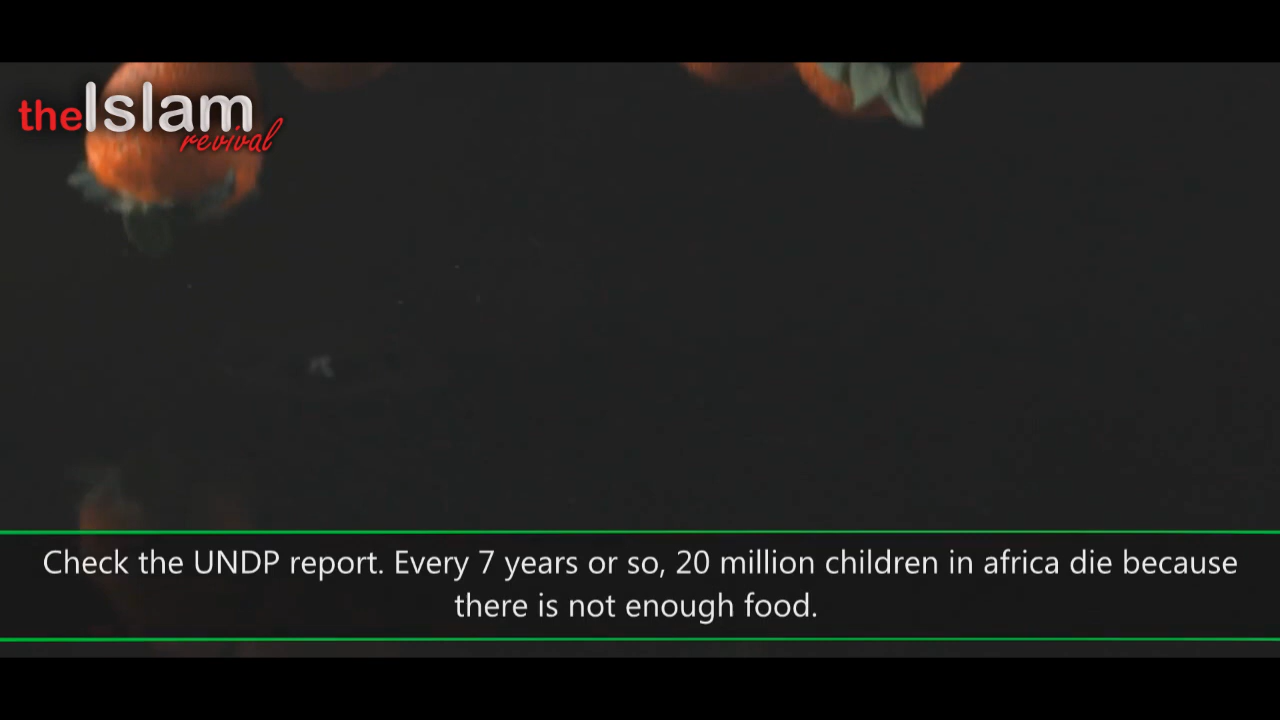 theIslam
revival
Check the UNDP report. Every 7 years or so, 20 million children in africa die because
there is not enough food.